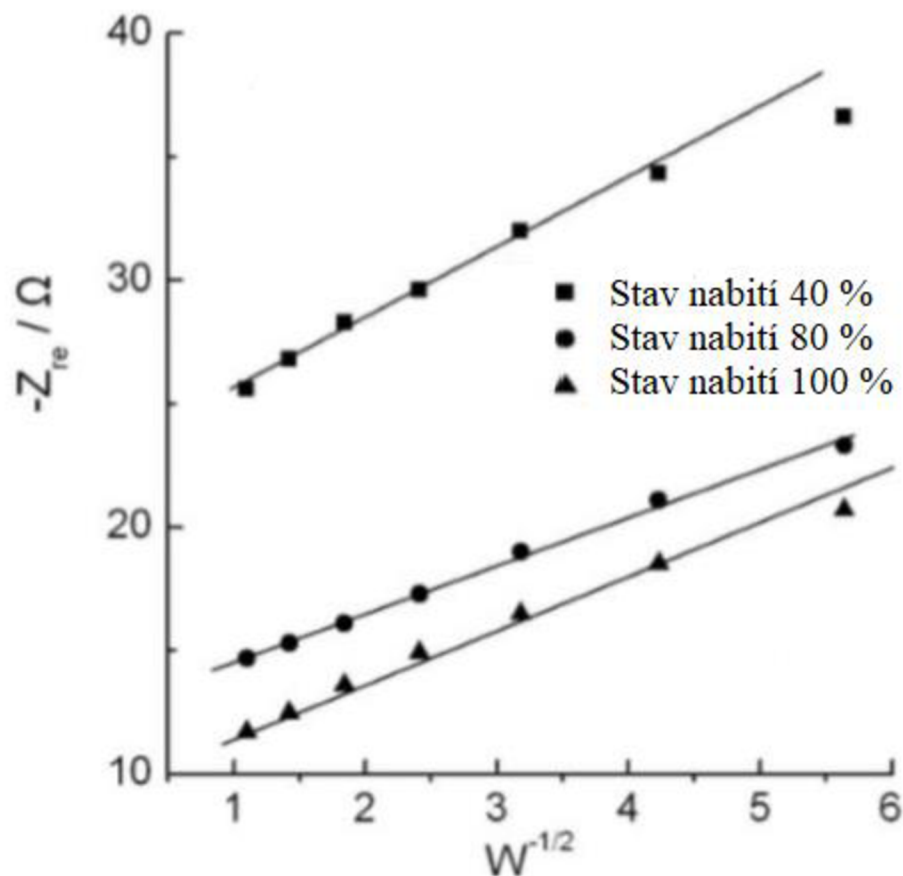 40
30
20
10
-Z_re / Ω
Stav nabití 40 %
Stav nabití 80 %
Stav nabití 100 %
1 2 3 4 5 6
W^-1/2